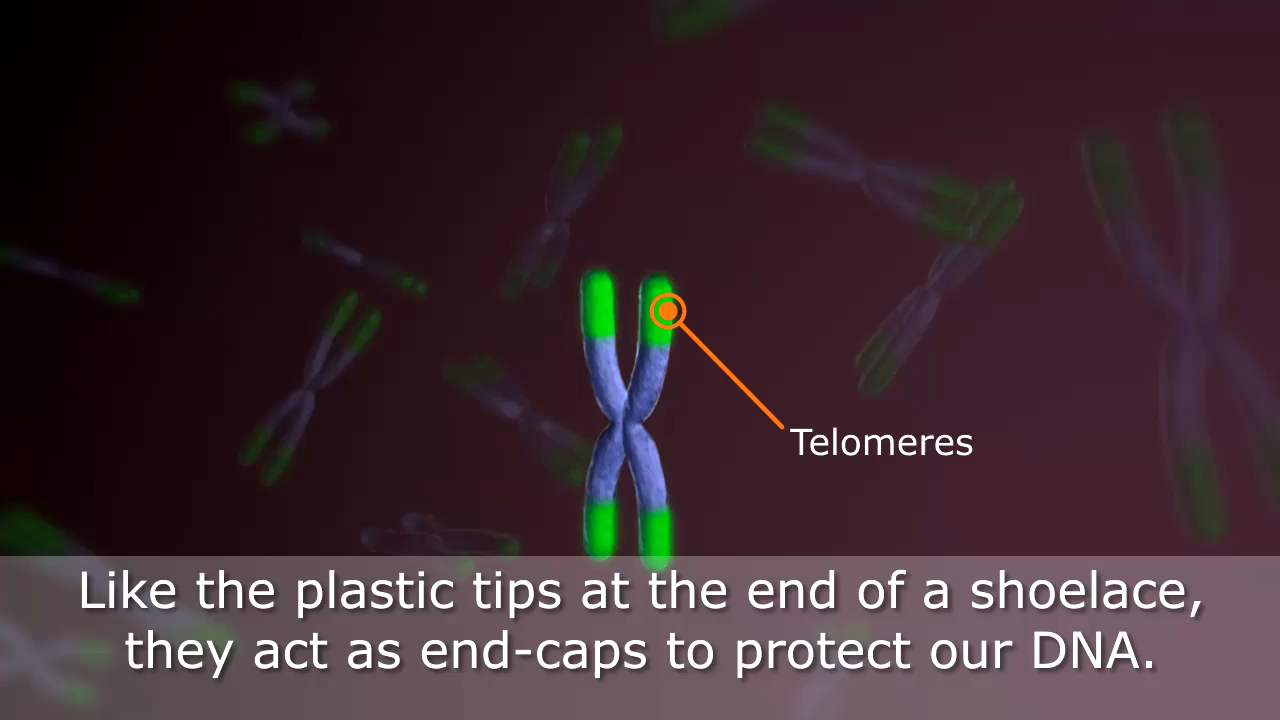 Telomeres
Like the plastic tips at the end of a shoelace,
they act as end-caps to protect our DNA.